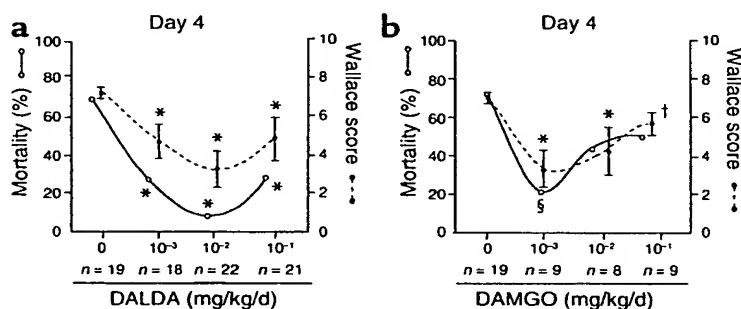 a
Day 4
Mortality (%)
100
80
60
40
20
0
10
8
6
4
2
0
Wallace score
* * *
* * *
0 10⁻³ 10⁻² 10⁻¹
n = 19 n = 18 n = 22 n = 21
DALDA (mg/kg/d)
b
Day 4
Mortality (%)
100
80
60
40
20
0
10
8
6
4
2
0
Wallace score
* * †
§
0 10⁻³ 10⁻² 10⁻¹
n = 19 n = 9 n = 8 n = 9
DAMGO (mg/kg/d)